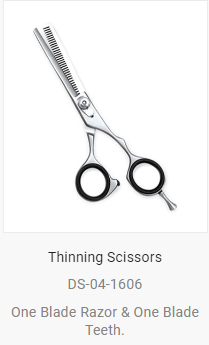 Thinning Scissors
DS-04-1606
One Blade Razor & One Blade
Teeth.